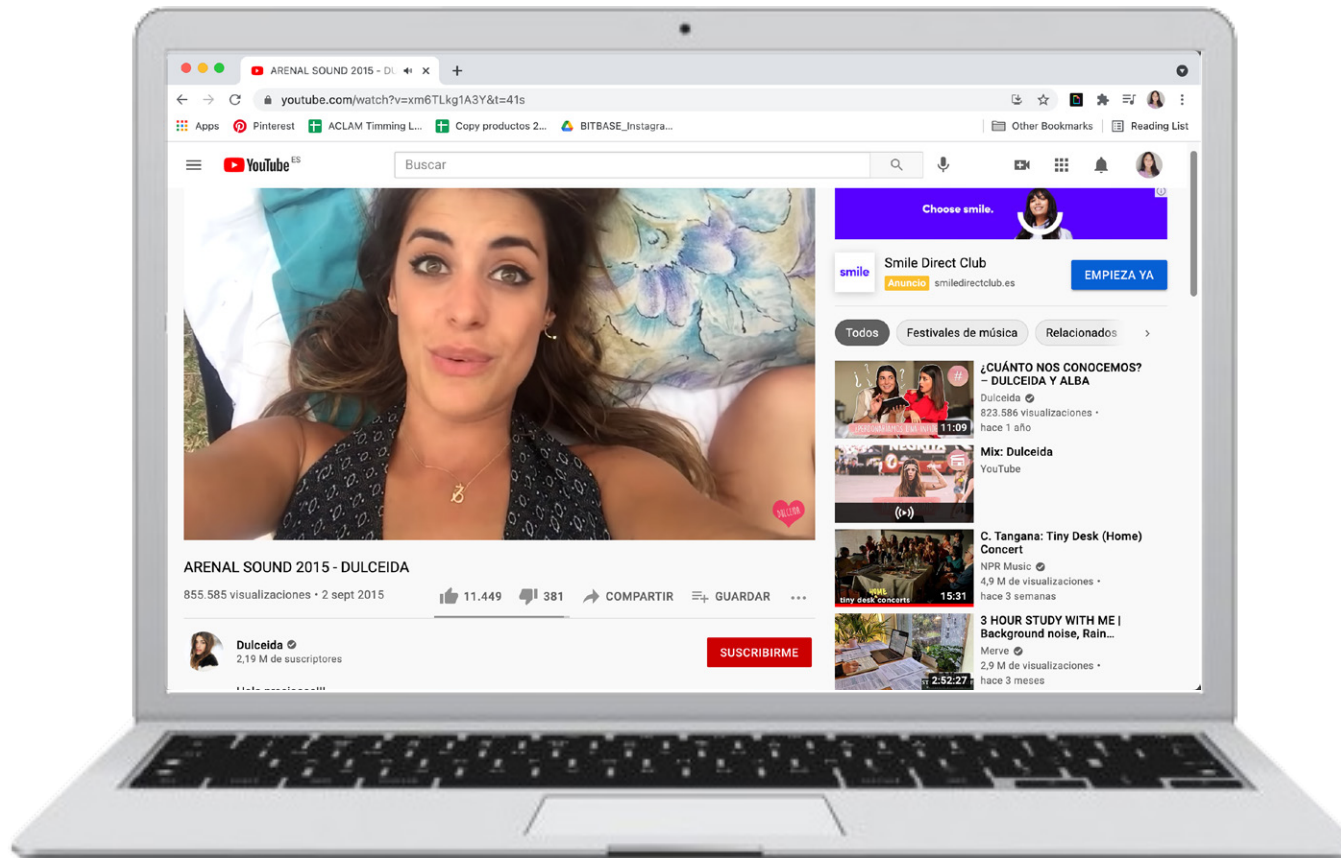 ARENAL SOUND 2015 - DU
youtube.com/watch?v=xm6TLkg1A3Y&t=41s
Apps Pinterest ACLAM Timming L... Copy productos 2... BITBASE_Instagra... Other Bookmarks Reading List
YouTube ES
Buscar
Choose smile.
smile
Smile Direct Club
Anuncio smiledirectclub.es
EMPIEZA YA
Todos Festivales de música Relacionados
¿CUÁNTO NOS CONOCEMOS?
– DULCEIDA Y ALBA
Dulceida
823.586 visualizaciones •
hace 1 año
11:09
Mix: Dulceida
YouTube
C. Tangana: Tiny Desk (Home)
Concert
NPR Music
4,9 M de visualizaciones •
hace 3 semanas
tiny desk concerts
15:31
3 HOUR STUDY WITH ME |
Background noise, Rain...
Merve
2,9 M de visualizaciones •
hace 3 meses
2:52:27
DULCEIDA
ARENAL SOUND 2015 - DULCEIDA
855.585 visualizaciones • 2 sept 2015
11.449 381 COMPARTIR GUARDAR
Dulceida
2,19 M de suscriptores
SUSCRIBIRME